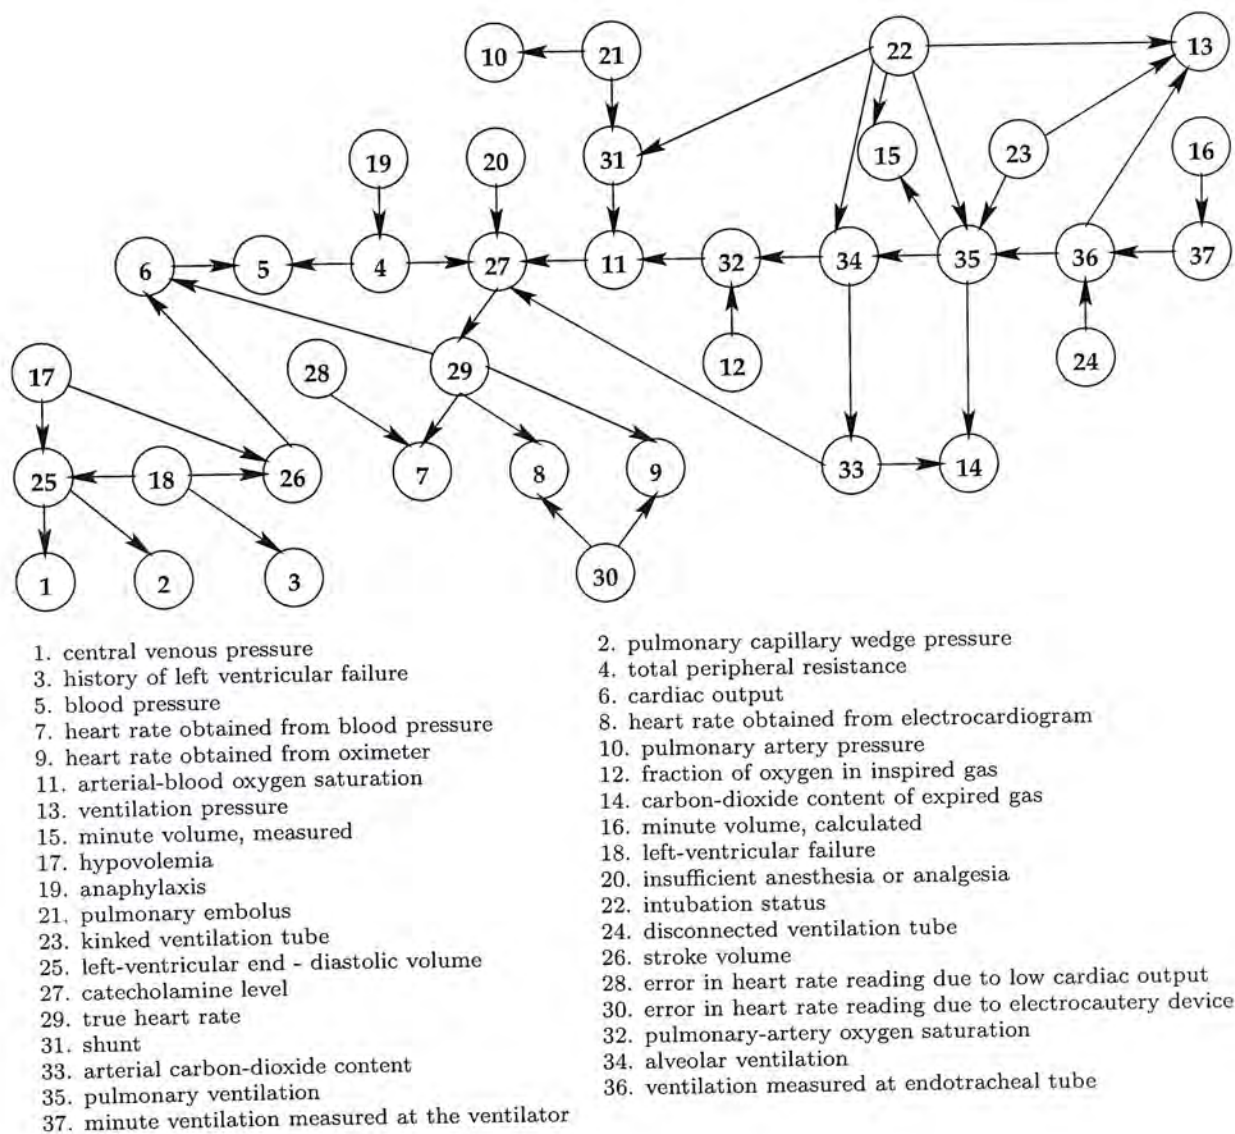 10 21 22 13
19 20 31 15 23 16
6 5 4 27 11 32 34 35 36 37
17 28 29 12 24
25 18 26 7 8 9 33 14
1 2 3 30
1. central venous pressure
2. pulmonary capillary wedge pressure
3. history of left ventricular failure
4. total peripheral resistance
5. blood pressure
6. cardiac output
7. heart rate obtained from blood pressure
8. heart rate obtained from electrocardiogram
9. heart rate obtained from oximeter
10. pulmonary artery pressure
11. arterial-blood oxygen saturation
12. fraction of oxygen in inspired gas
13. ventilation pressure
14. carbon-dioxide content of expired gas
15. minute volume, measured
16. minute volume, calculated
17. hypovolemia
18. left-ventricular failure
19. anaphylaxis
20. insufficient anesthesia or analgesia
21. pulmonary embolus
22. intubation status
23. kinked ventilation tube
24. disconnected ventilation tube
25. left-ventricular end - diastolic volume
26. stroke volume
27. catecholamine level
28. error in heart rate reading due to low cardiac output
29. true heart rate
30. error in heart rate reading due to electrocautery device
31. shunt
32. pulmonary-artery oxygen saturation
33. arterial carbon-dioxide content
34. alveolar ventilation
35. pulmonary ventilation
36. ventilation measured at endotracheal tube
37. minute ventilation measured at the ventilator